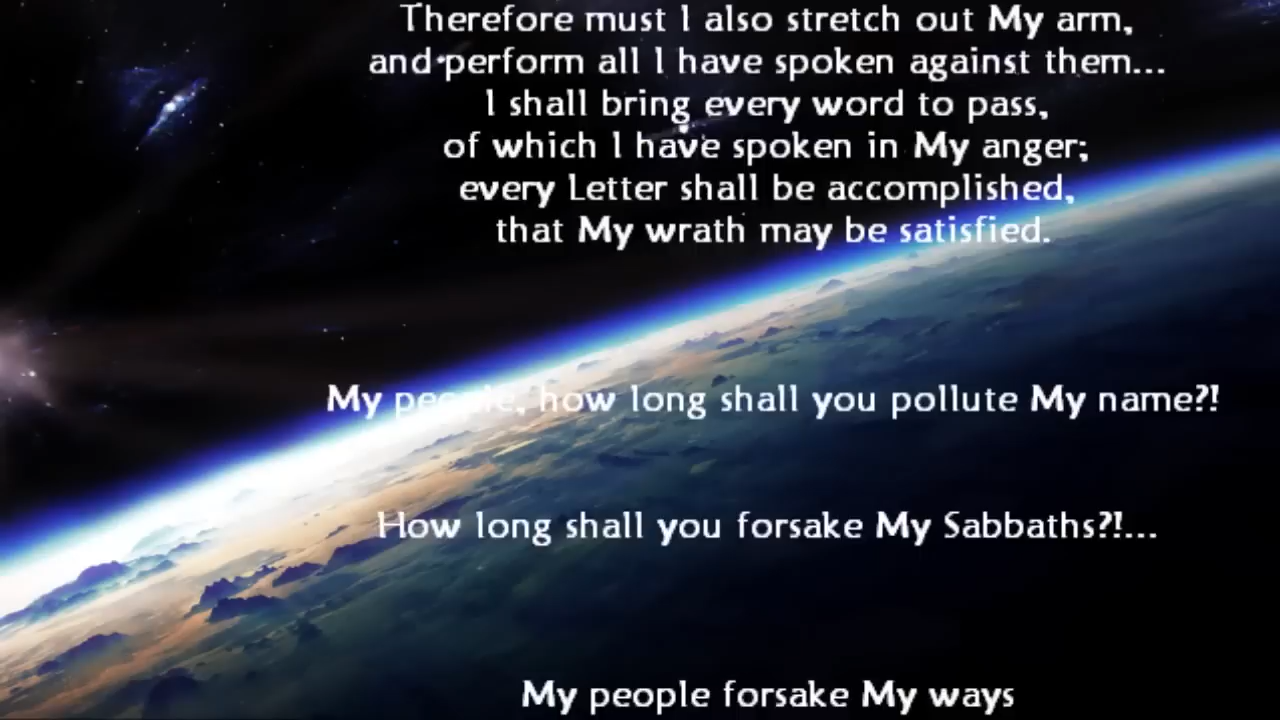 Therefore must I also stretch out My arm,
and perform all I have spoken against them...
I shall bring every word to pass,
of which I have spoken in My anger;
every Letter shall be accomplished,
that My wrath may be satisfied.
My people, how long shall you pollute My name?!
How long shall you forsake My Sabbaths?!...
My people forsake My ways